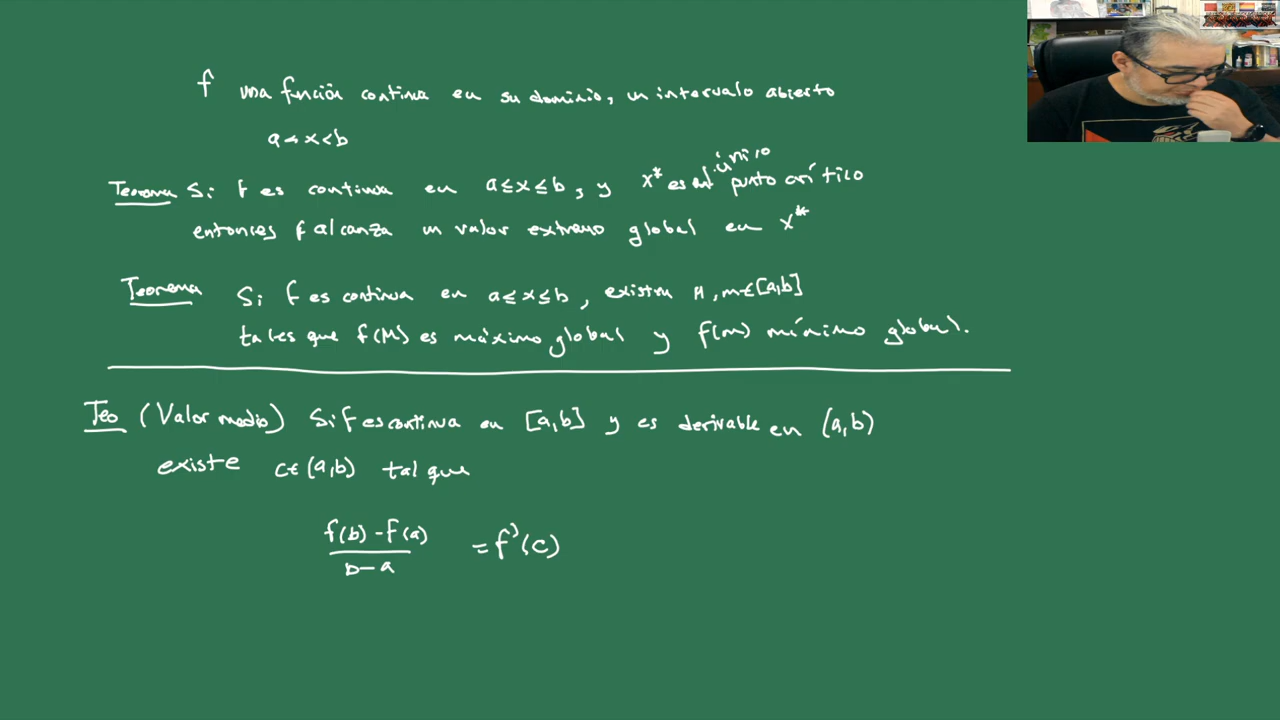 f una función continua en su dominio, un intervalo abierto
a<x<b
único
Teorema Si f es continua en a≤x≤b, y x* es el punto crítico
entonces f alcanza un valor extremo global en x*
Teorema Si f es continua en a≤x≤b, existen M, m∈[a,b]
tales que f(M) es máximo global y f(m) mínimo global.
Teo (Valor medio) Si f es continua en [a,b] y es derivable en (a,b)
existe c∈(a,b) tal que
f(b)-f(a)
b-a
=f'(c)